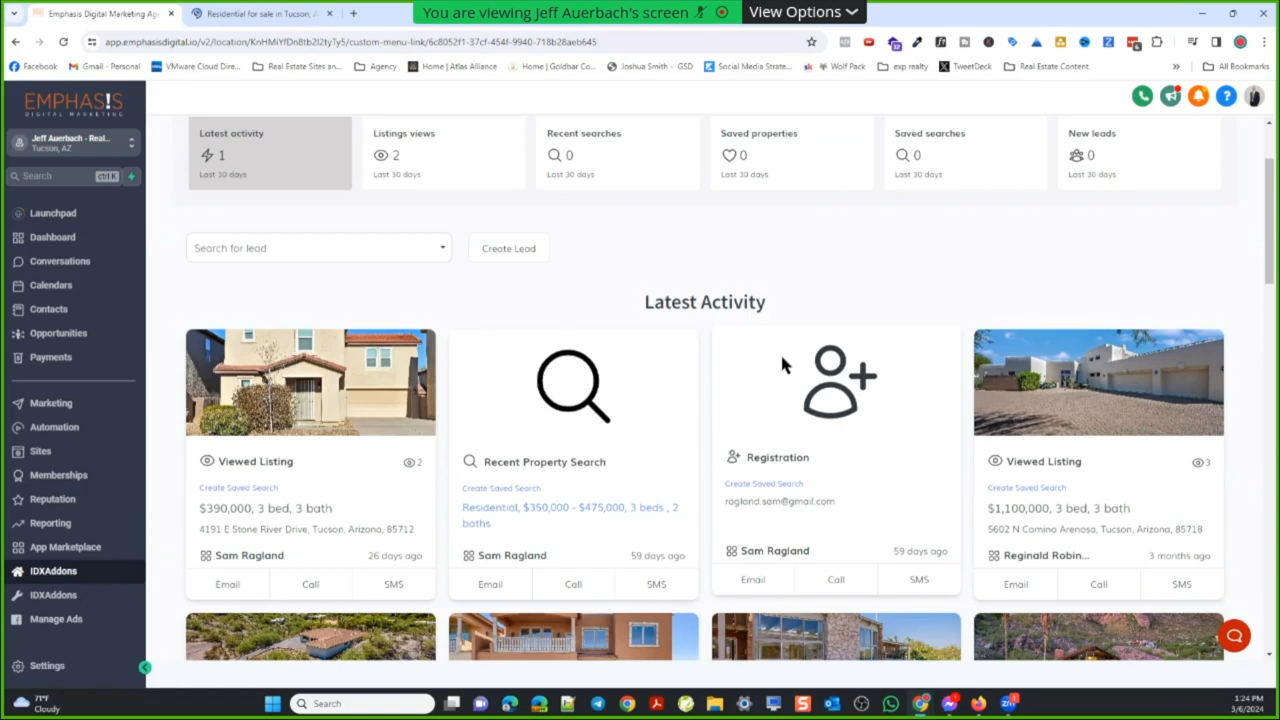 You are viewing Jeff Auerbach's screen
View Options
Emphasis Digital Marketing Age
Residential for sale in Tucson, A
app.emphasisdigital.io/v2/location/KnHMiYfDn8tb2I2tyTy5/custom-menu-link/6c8052f1-37cf-454f-9940-718b28aeb645
Facebook
Gmail - Personal
VMware Cloud Dire...
Real Estate Sites an...
Agency
Home | Atlas Alliance
Home | Goldbar Co...
Joshua Smith - GSD
Social Media Strate...
Wolf Pack
exp realty
TweetDeck
Real Estate Content
»
All Bookmarks
EMPHAS!S
DIGITAL MARKETING
Jeff Auerbach - Real...
Tucson, AZ
Search
ctrl K
Launchpad
Dashboard
Conversations
Calendars
Contacts
Opportunities
Payments
Marketing
Automation
Sites
Memberships
Reputation
Reporting
App Marketplace
IDXAddons
IDXAddons
Manage Ads
Settings
Latest activity
1
Last 30 days
Listings views
2
Last 30 days
Recent searches
0
Last 30 days
Saved properties
0
Last 30 days
Saved searches
0
Last 30 days
New leads
0
Last 30 days
Search for lead
Create Lead
Latest Activity
Viewed Listing
2
Create Saved Search
$390,000, 3 bed, 3 bath
4191 E Stone River Drive, Tucson, Arizona, 85712
Sam Ragland
26 days ago
Email
Call
SMS
Recent Property Search
Create Saved Search
Residential, $350,000 - $475,000, 3 beds , 2
baths
Sam Ragland
59 days ago
Email
Call
SMS
Registration
Create Saved Search
ragland.sam@gmail.com
Sam Ragland
59 days ago
Email
Call
SMS
Viewed Listing
3
Create Saved Search
$1,100,000, 3 bed, 3 bath
5602 N Camino Arenosa, Tucson, Arizona, 85718
Reginald Robin...
3 months ago
Email
Call
SMS
71°F
Cloudy
Search
1:24 PM
3/6/2024